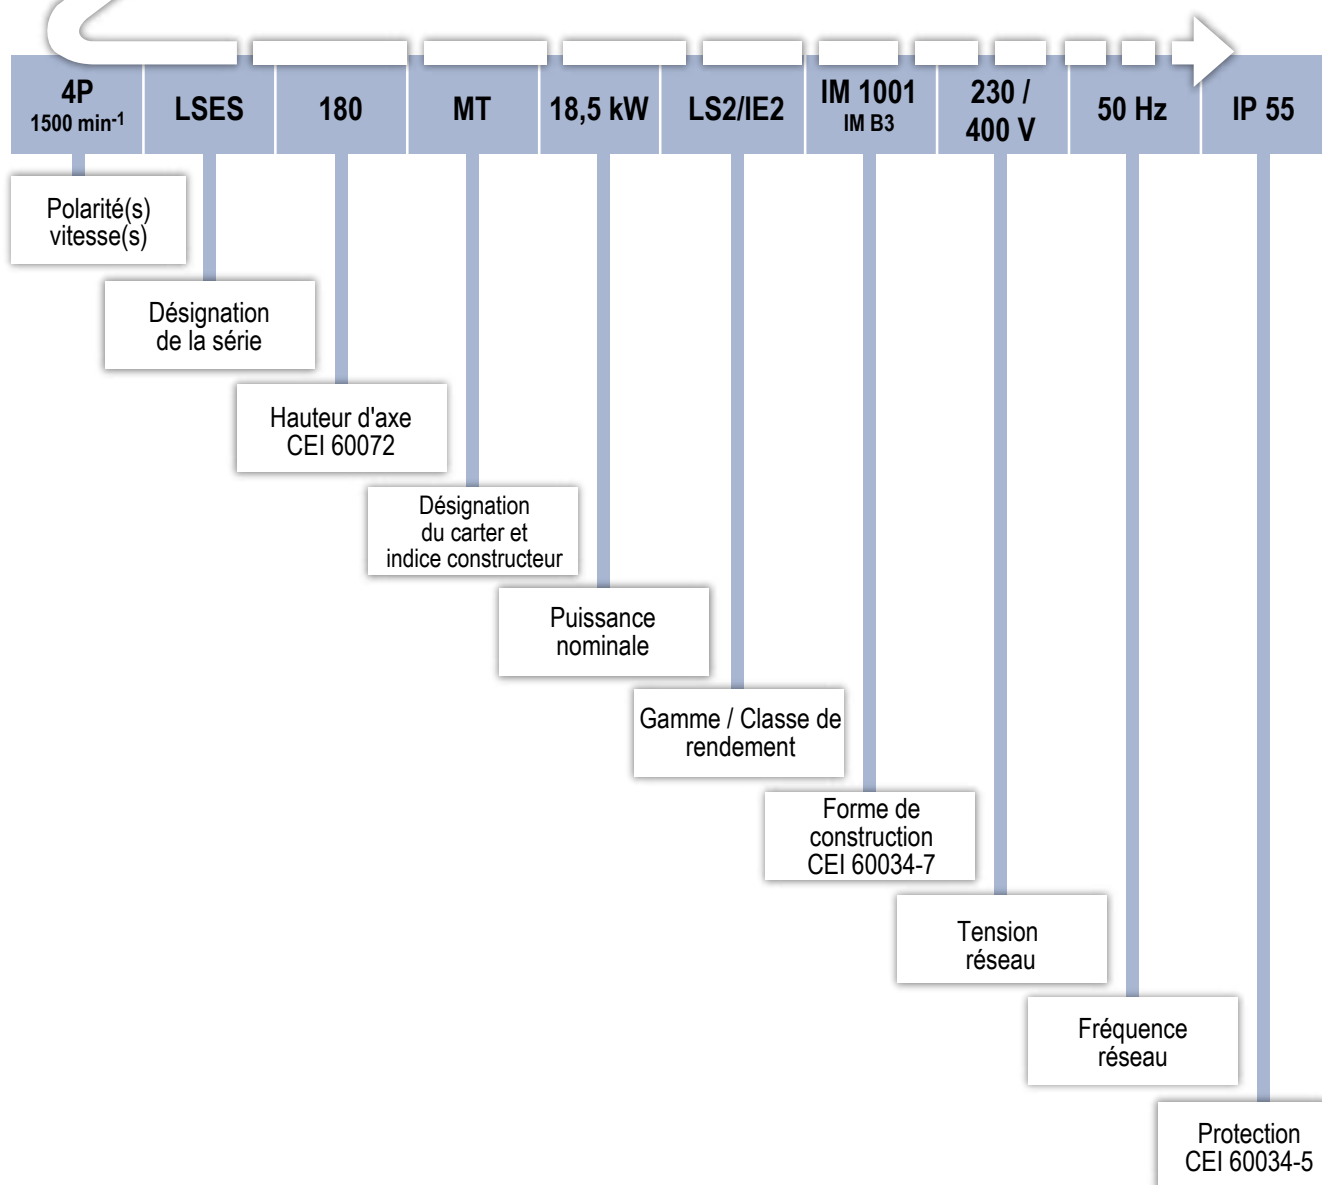 4P
1500 min-1
LSES
180
MT
18,5 kW
LS2/IE2
IM 1001
IM B3
230 /
400 V
50 Hz
IP 55
Polarité(s)
vitesse(s)
Désignation
de la série
Hauteur d'axe
CEI 60072
Désignation
du carter et
indice constructeur
Puissance
nominale
Gamme / Classe de
rendement
Forme de
construction
CEI 60034-7
Tension
réseau
Fréquence
réseau
Protection
CEI 60034-5